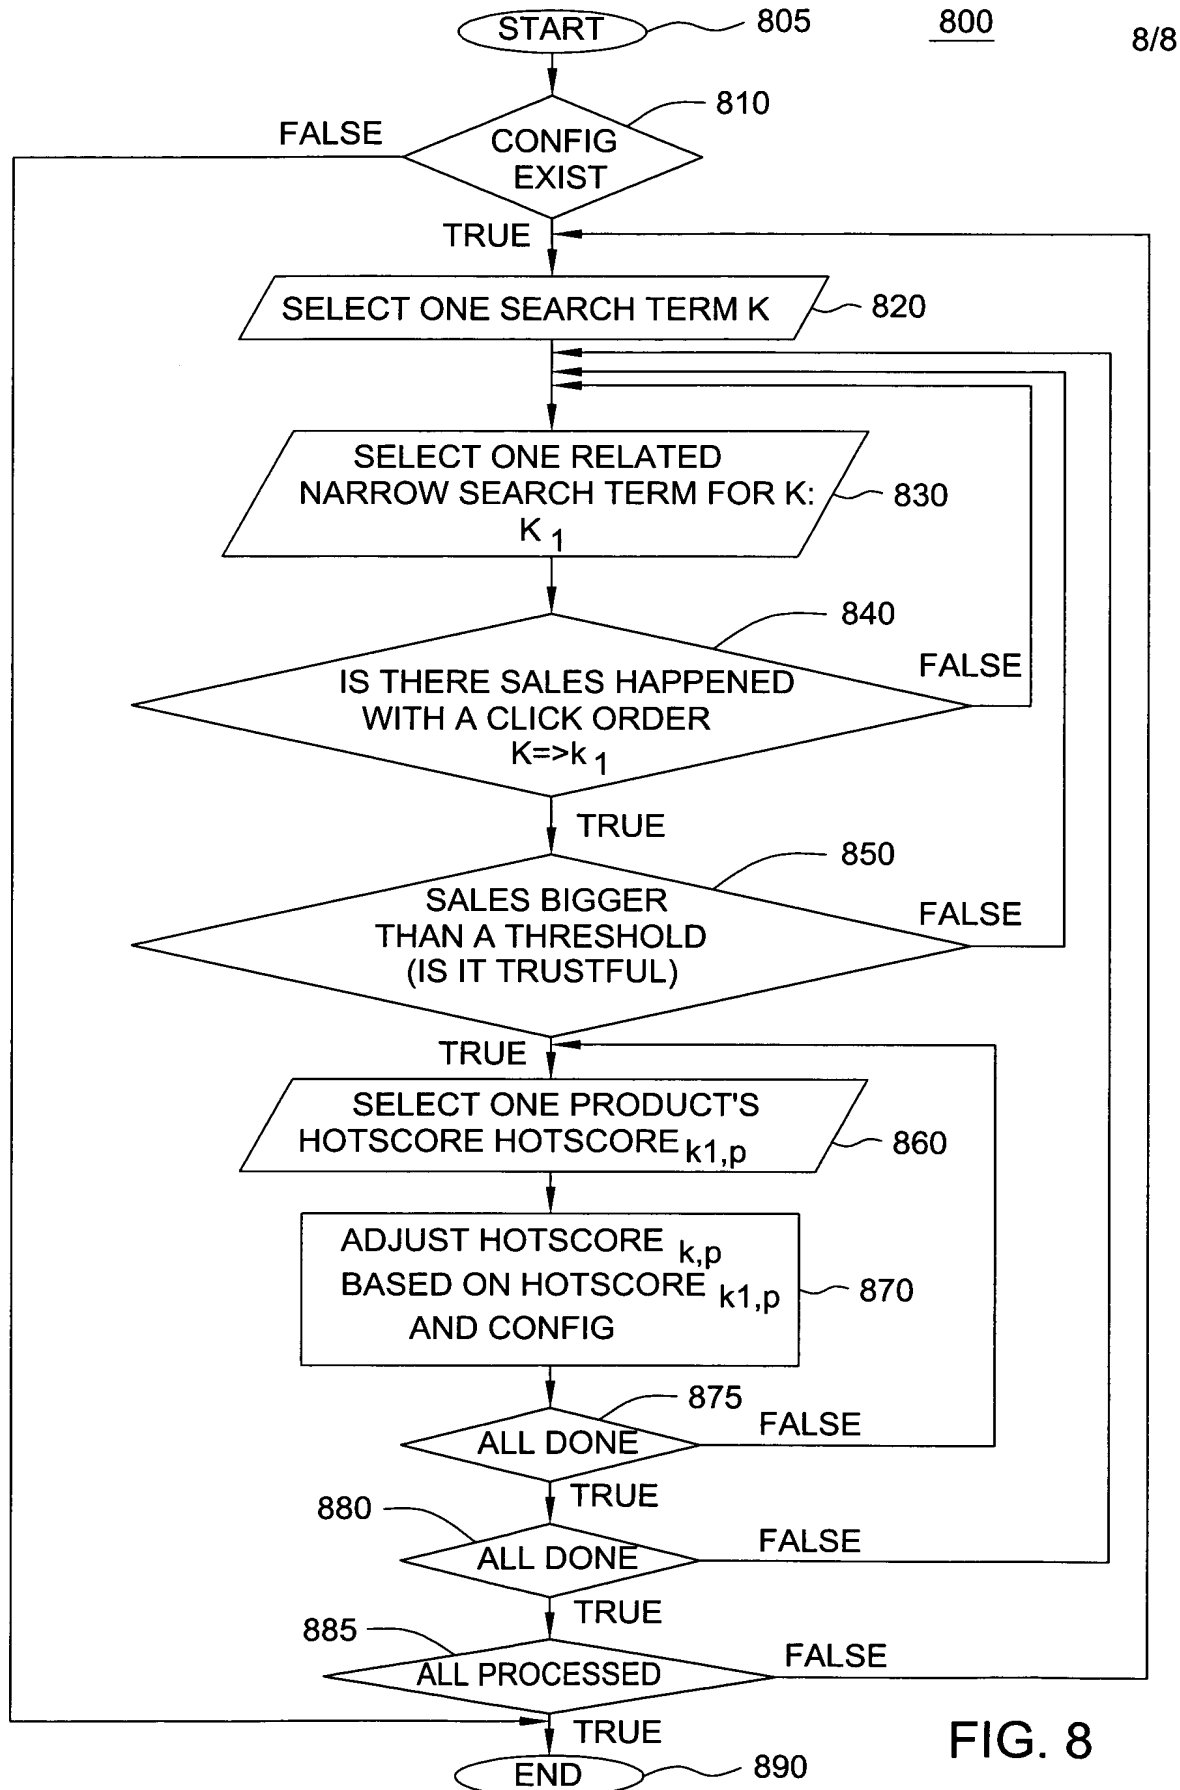 START
805
800
8/8
810
FALSE
CONFIG
EXIST
TRUE
SELECT ONE SEARCH TERM K
820
SELECT ONE RELATED
NARROW SEARCH TERM FOR K:
K 1
830
840
FALSE
IS THERE SALES HAPPENED
WITH A CLICK ORDER
K=>k 1
TRUE
850
SALES BIGGER
THAN A THRESHOLD
(IS IT TRUSTFUL)
FALSE
TRUE
SELECT ONE PRODUCT'S
HOTSCORE HOTSCORE k1,p
860
ADJUST HOTSCORE k,p
BASED ON HOTSCORE k1,p
AND CONFIG
870
875
ALL DONE
FALSE
TRUE
880
ALL DONE
FALSE
TRUE
885
ALL PROCESSED
FALSE
TRUE
END
890
FIG. 8